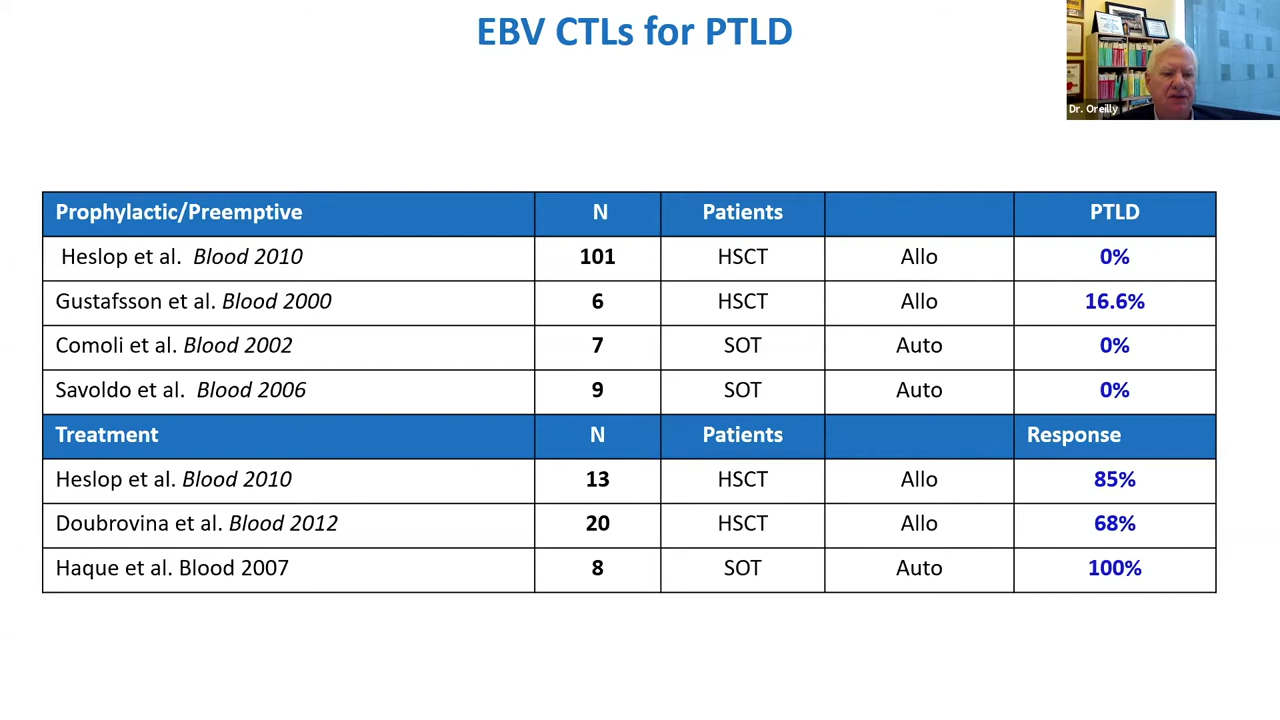 EBV CTLs for PTLD
Dr. Oreilly
Prophylactic/Preemptive N Patients PTLD
Heslop et al. Blood 2010 101 HSCT Allo 0%
Gustafsson et al. Blood 2000 6 HSCT Allo 16.6%
Comoli et al. Blood 2002 7 SOT Auto 0%
Savoldo et al. Blood 2006 9 SOT Auto 0%
Treatment N Patients Response
Heslop et al. Blood 2010 13 HSCT Allo 85%
Doubrovina et al. Blood 2012 20 HSCT Allo 68%
Haque et al. Blood 2007 8 SOT Auto 100%